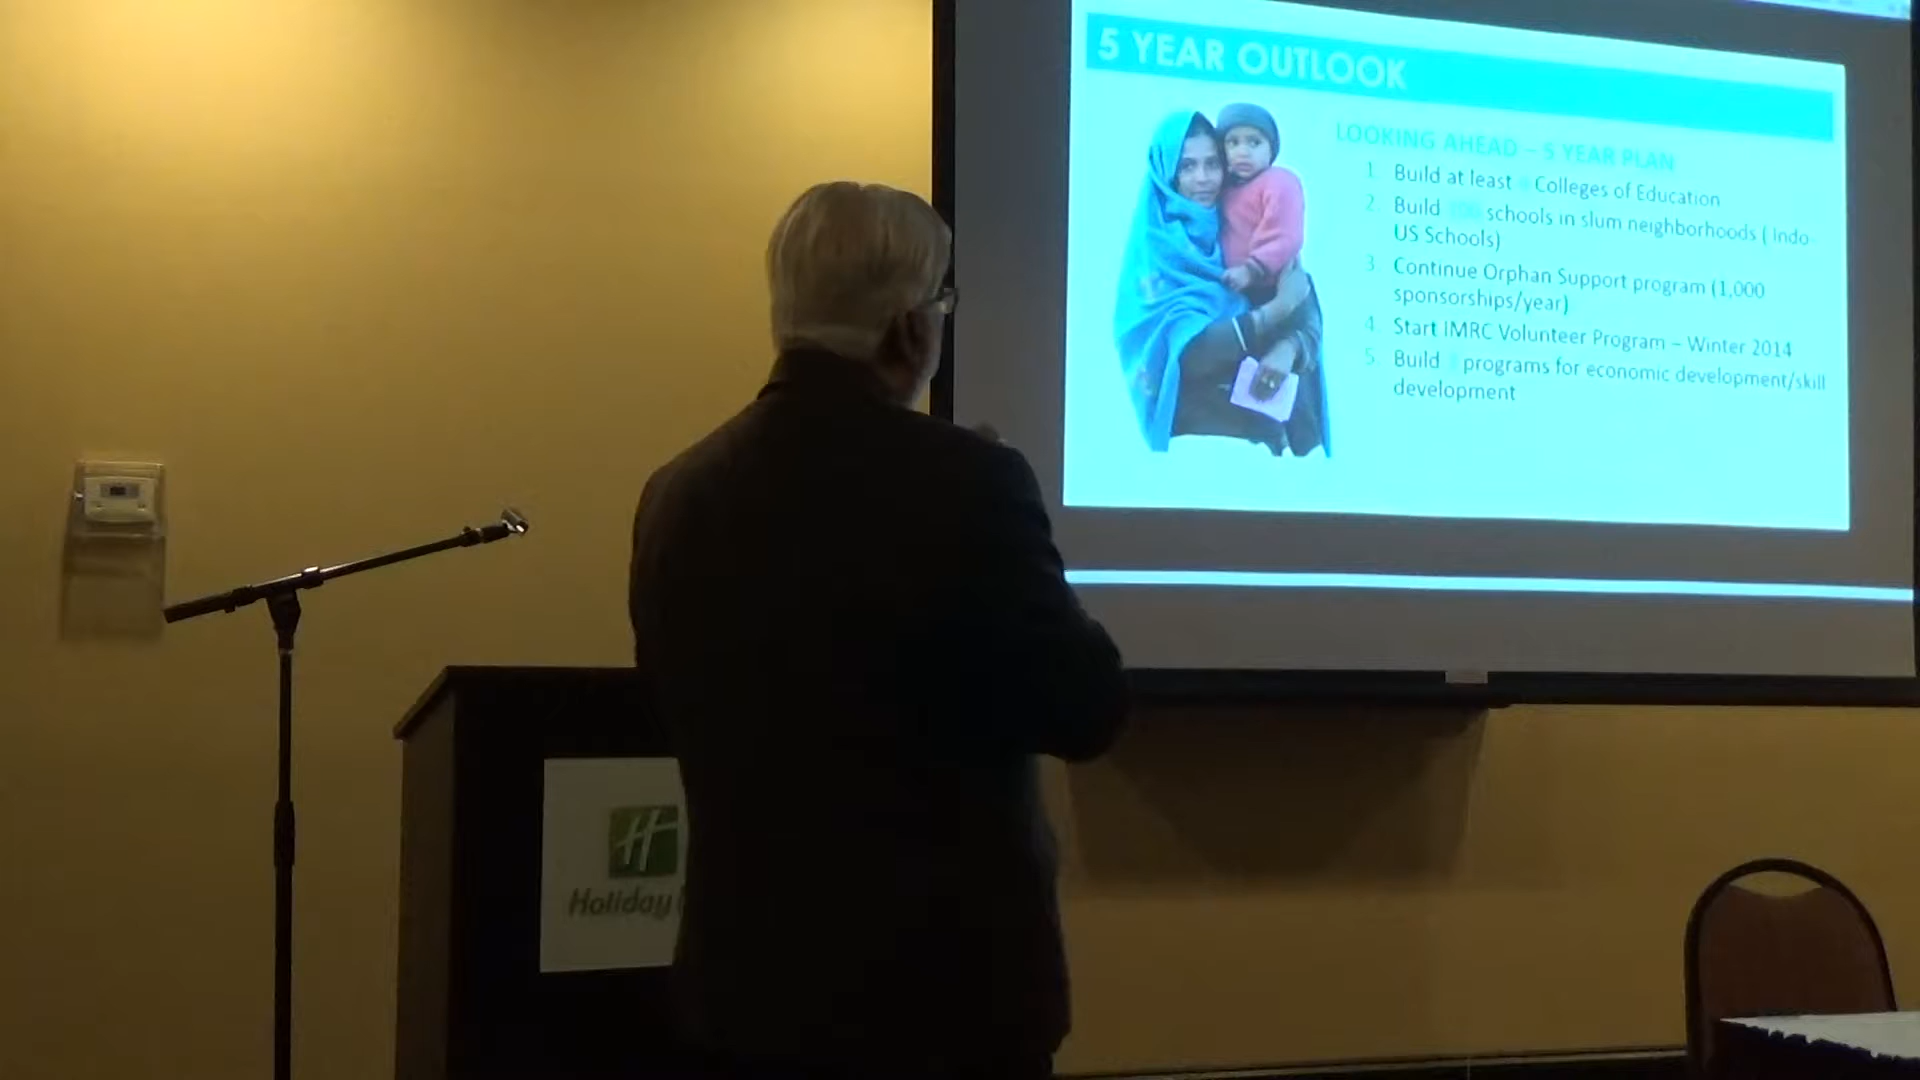 5 YEAR OUTLOOK
LOOKING AHEAD – 5 YEAR PLAN
1. Build at least Colleges of Education
2. Build schools in slum neighborhoods ( Indo-
US Schools)
3. Continue Orphan Support program (1,000
sponsorships/year)
4. Start IMRC Volunteer Program – Winter 2014
5. Build programs for economic development/skill
development
H
Holiday